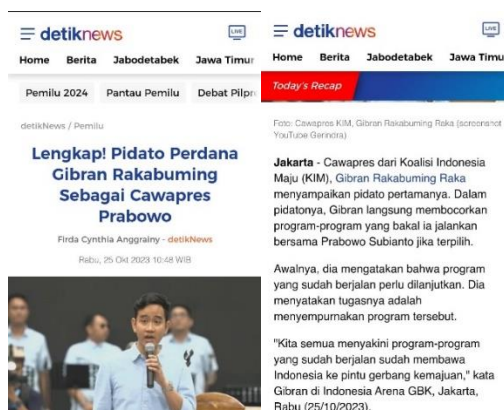 detiknews
LIVE
Home Berita Jabodetabek Jawa Timur
Pemilu 2024 Pantau Pemilu Debat Pilpre
detikNews / Pemilu
Lengkap! Pidato Perdana
Gibran Rakabuming
Sebagai Cawapres
Prabowo
Firda Cynthia Anggrainy - detikNews
Rabu, 25 Okt 2023 10:48 WIB
detiknews
LIVE
Home Berita Jabodetabek Jawa Timu
Today's Recap
Foto: Cawapres KIM, Gibran Rakabuming Raka (screenshot
YouTube Gerindra)
Jakarta - Cawapres dari Koalisi Indonesia
Maju (KIM), Gibran Rakabuming Raka
menyampaikan pidato pertamanya. Dalam
pidatonya, Gibran langsung membocorkan
program-program yang bakal ia jalankan
bersama Prabowo Subianto jika terpilih.
Awalnya, dia mengatakan bahwa program
yang sudah berjalan perlu dilanjutkan. Dia
menyatakan tugasnya adalah
menyempurnakan program tersebut.
"Kita semua menyakini program-program
yang sudah berjalan sudah membawa
Indonesia ke pintu gerbang kemajuan," kata
Gibran di Indonesia Arena GBK, Jakarta,
Rabu (25/10/2023).